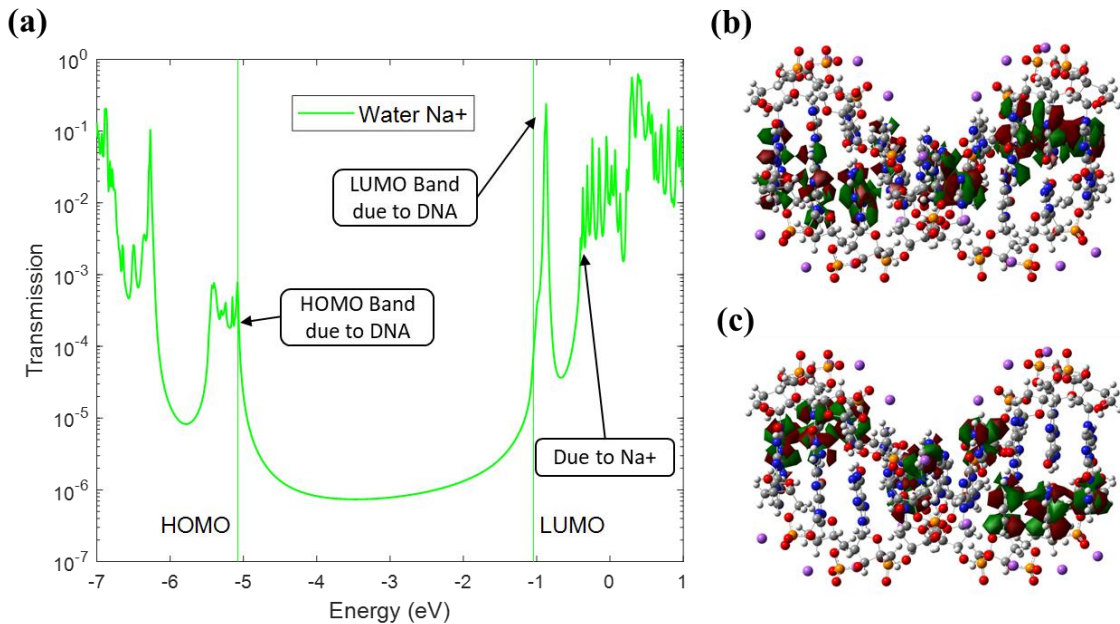 (a)
(b)
Transmission
10^0
10^-1
10^-2
10^-3
10^-4
10^-5
10^-6
10^-7
Water Na+
LUMO Band
due to DNA
HOMO Band
due to DNA
Due to Na+
HOMO
LUMO
-7 -6 -5 -4 -3 -2 -1 0 1
Energy (eV)
(c)